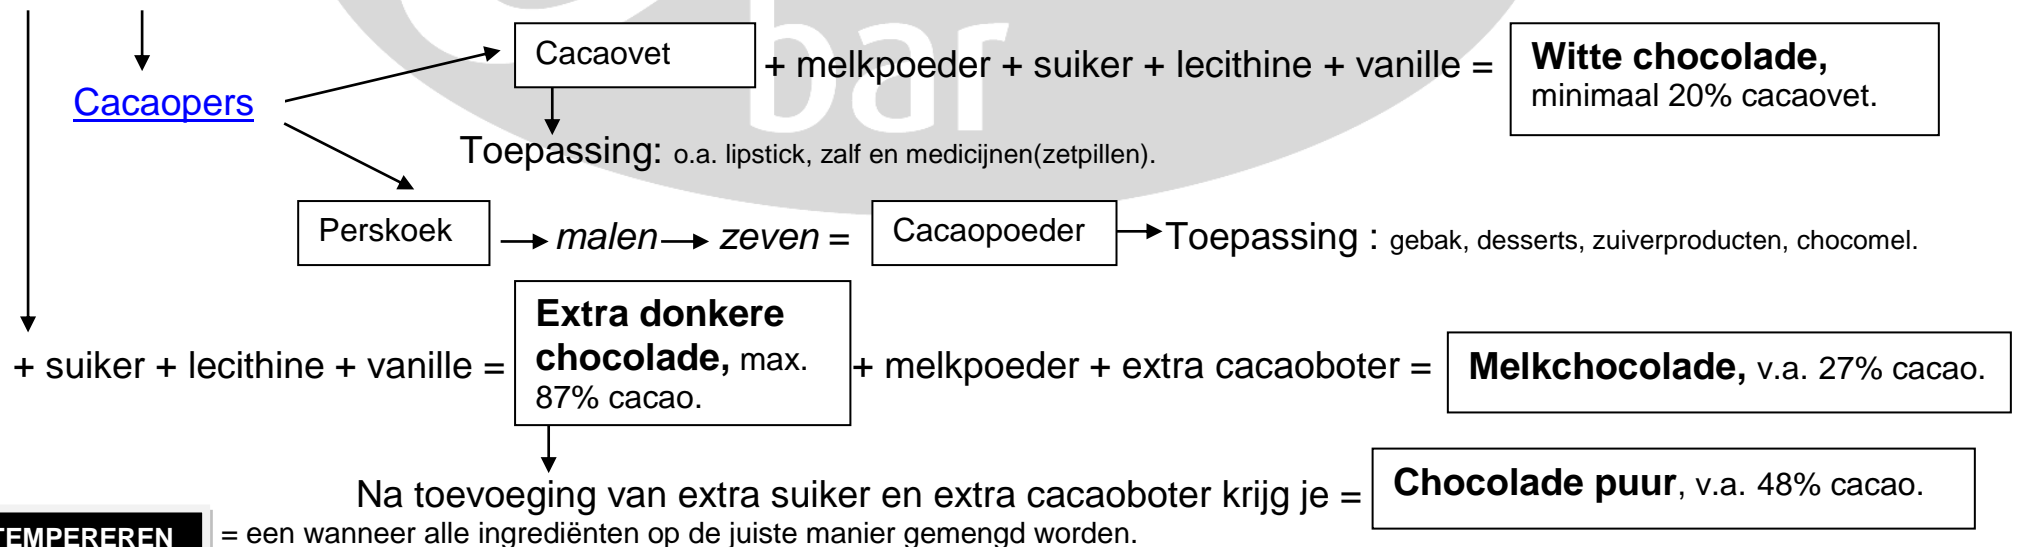 bar
Cacaovet
+ melkpoeder + suiker + lecithine + vanille =
Witte chocolade,
minimaal 20% cacaovet.
Cacaopers
Toepassing: o.a. lipstick, zalf en medicijnen(zetpillen).
Perskoek
malen
zeven =
Cacaopoeder
Toepassing : gebak, desserts, zuiverproducten, chocomel.
+ suiker + lecithine + vanille =
Extra donkere
chocolade, max.
87% cacao.
+ melkpoeder + extra cacaoboter =
Melkchocolade, v.a. 27% cacao.
Na toevoeging van extra suiker en extra cacaoboter krijg je =
Chocolade puur, v.a. 48% cacao.
TEMPEREREN
= een wanneer alle ingrediënten op de juiste manier gemengd worden.